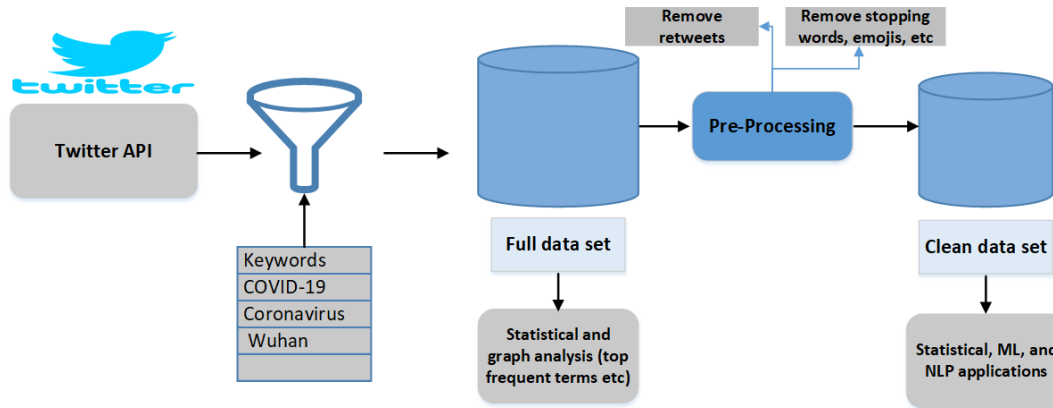 twitter
Twitter API
Keywords
COVID-19
Coronavirus
Wuhan
Remove
retweets
Remove stopping
words, emojis, etc
Pre-Processing
Full data set
Statistical and
graph analysis (top
frequent terms etc)
Clean data set
Statistical, ML, and
NLP applications